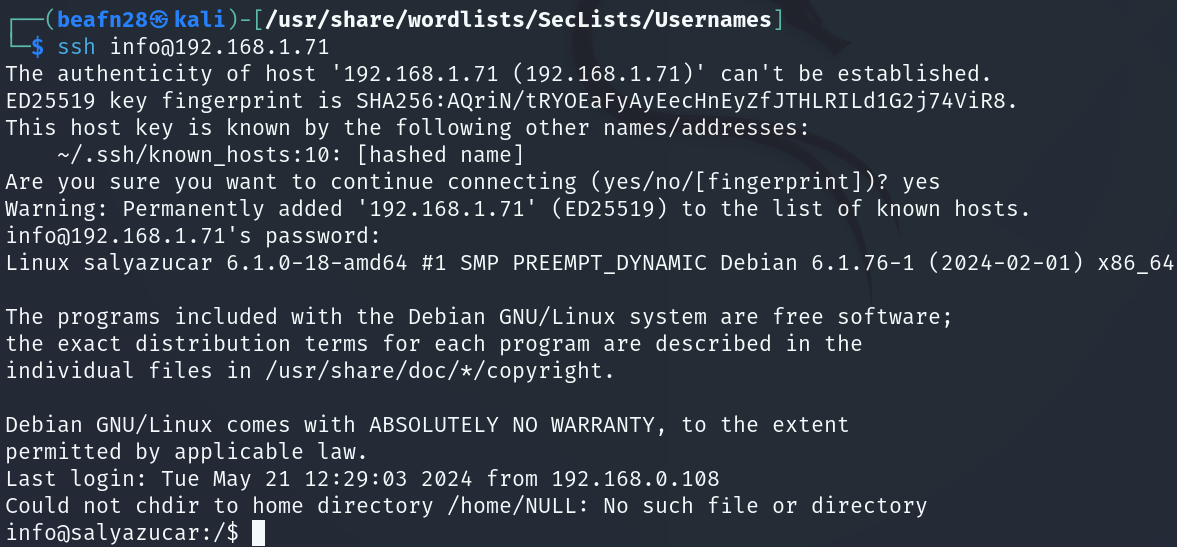 ┌──(beafn28㉿kali)-[/usr/share/wordlists/SecLists/Usernames]
└─$ ssh info@192.168.1.71
The authenticity of host '192.168.1.71 (192.168.1.71)' can't be established.
ED25519 key fingerprint is SHA256:AQriN/tRYOEaFyAyEecHnEyZfJTHLRILd1G2j74ViR8.
This host key is known by the following other names/addresses:
    ~/.ssh/known_hosts:10: [hashed name]
Are you sure you want to continue connecting (yes/no/[fingerprint])? yes
Warning: Permanently added '192.168.1.71' (ED25519) to the list of known hosts.
info@192.168.1.71's password:
Linux salyazucar 6.1.0-18-amd64 #1 SMP PREEMPT_DYNAMIC Debian 6.1.76-1 (2024-02-01) x86_64

The programs included with the Debian GNU/Linux system are free software;
the exact distribution terms for each program are described in the
individual files in /usr/share/doc/*/copyright.

Debian GNU/Linux comes with ABSOLUTELY NO WARRANTY, to the extent
permitted by applicable law.
Last login: Tue May 21 12:29:03 2024 from 192.168.0.108
Could not chdir to home directory /home/NULL: No such file or directory
info@salyazucar:/$